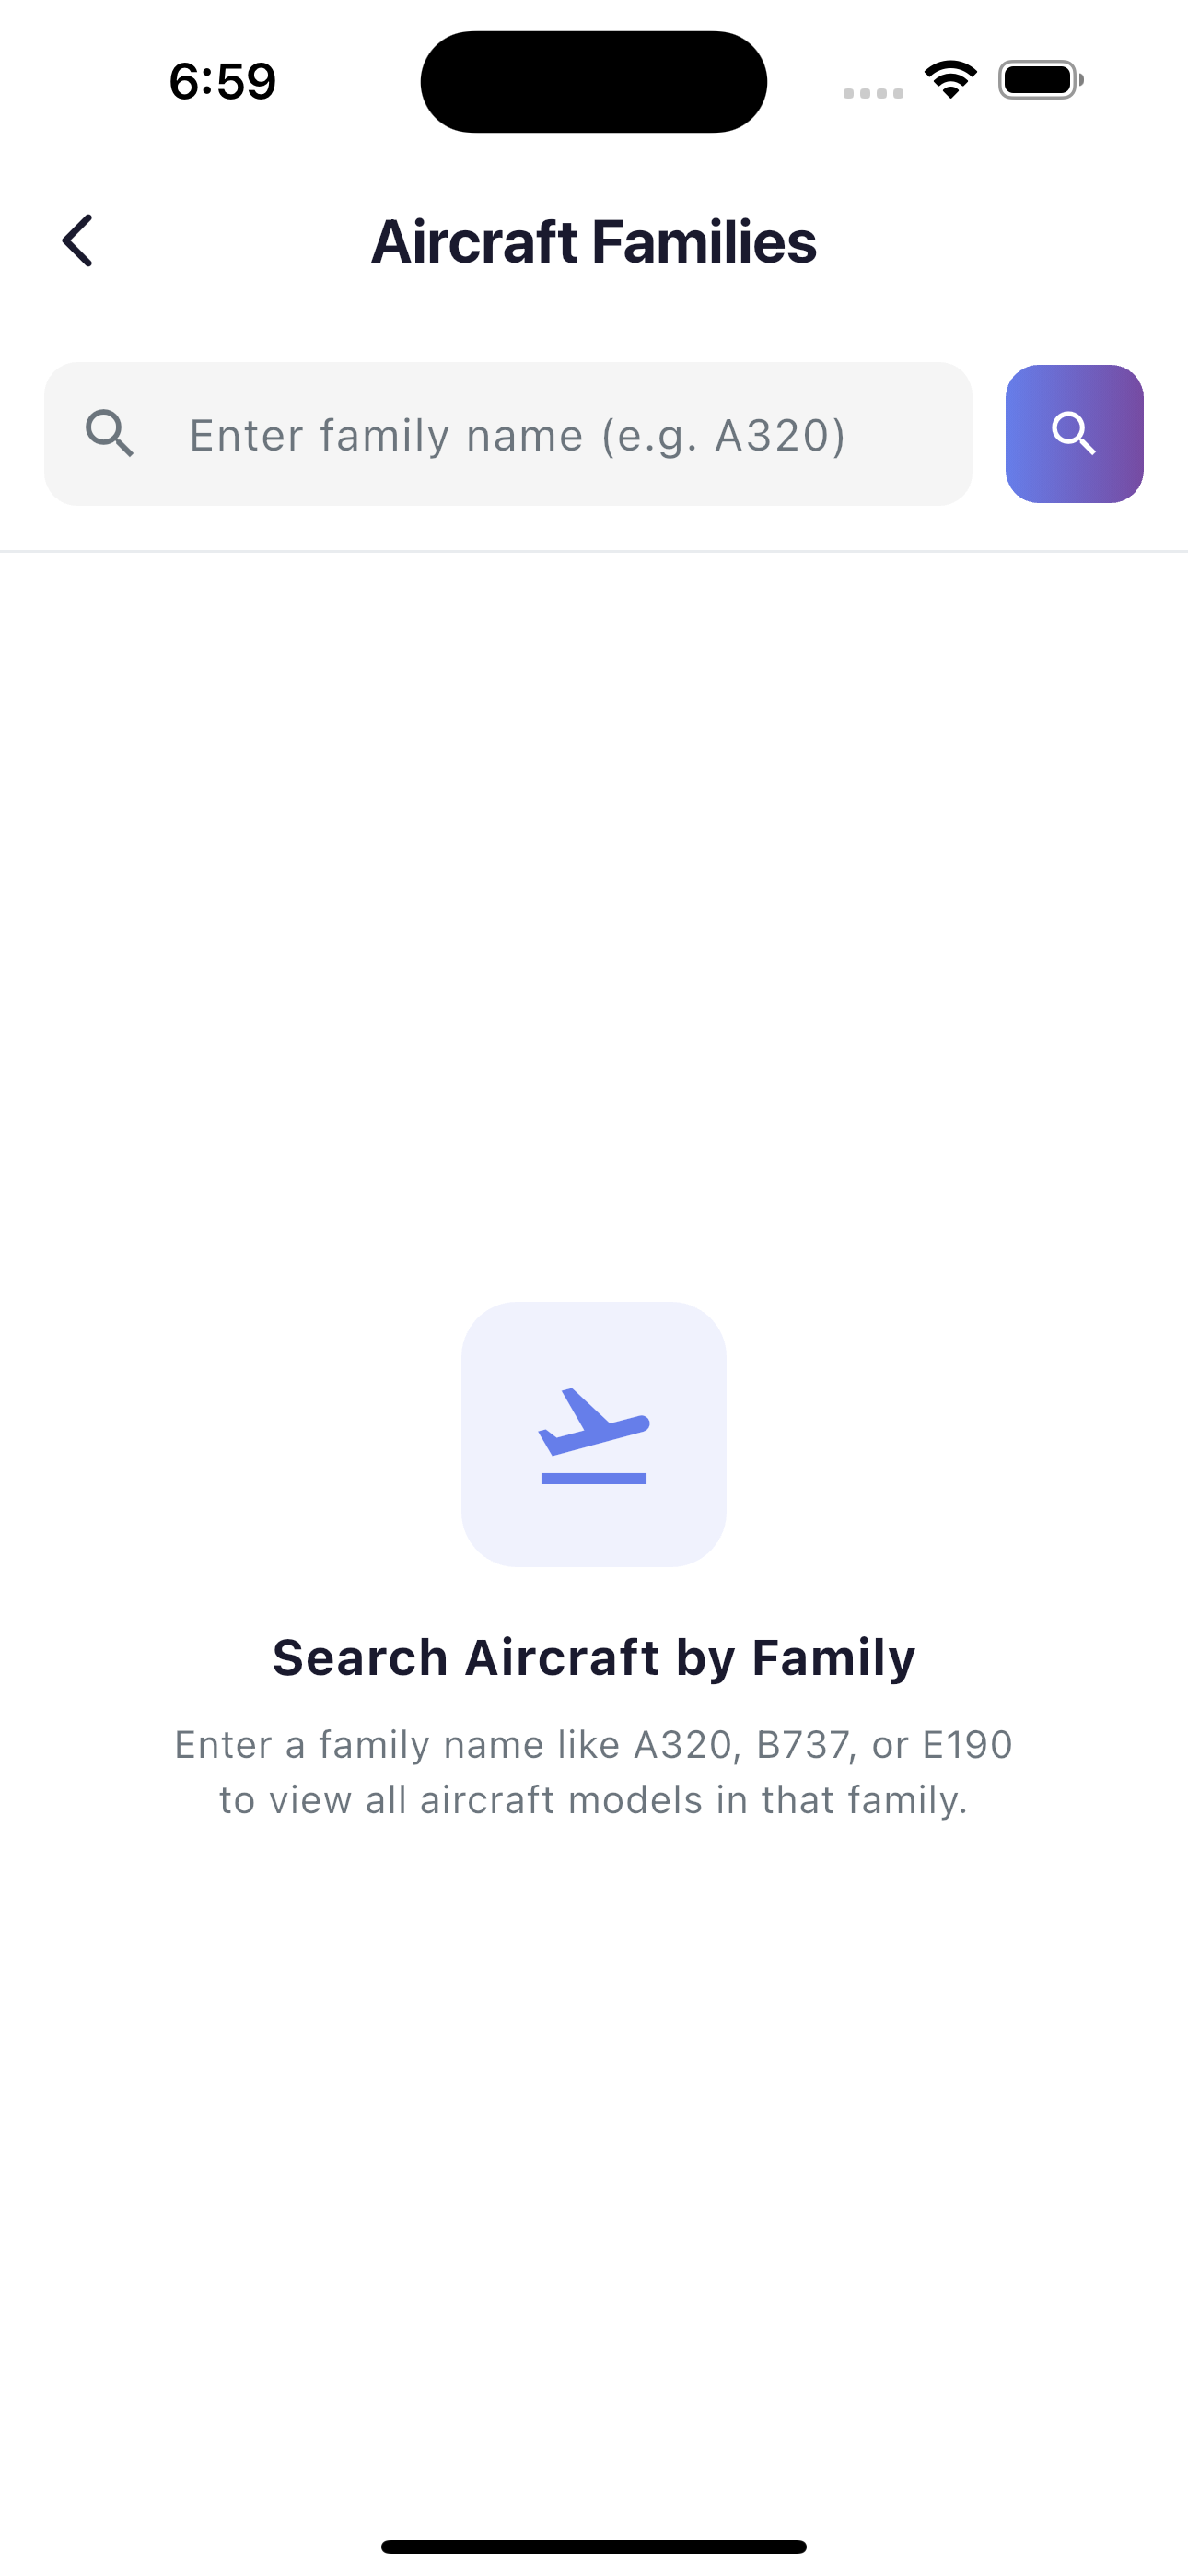 6:59
Aircraft Families
Enter family name (e.g. A320)
Search Aircraft by Family
Enter a family name like A320, B737, or E190
to view all aircraft models in that family.